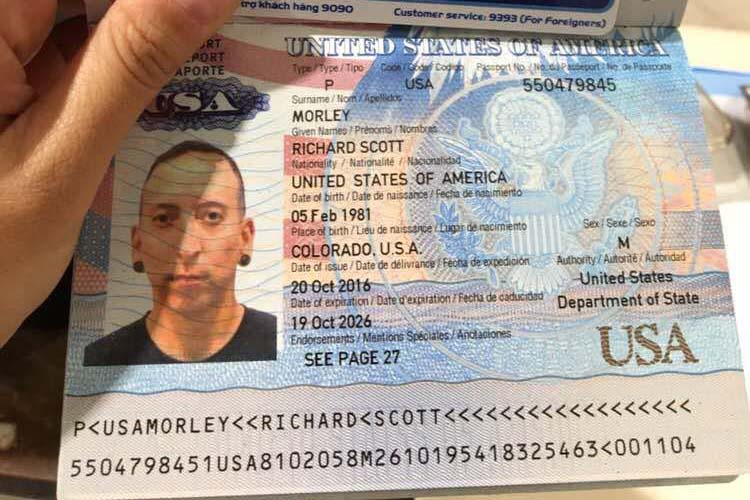 trợ khách hàng 9090
Customer service: 9393 (For Foreigners)
UNITED STATES OF AMERICA
PORT
APORTE
USA
Type / Type / Tipo Code / Code / Codigo Passport No. / No. du Passeport / No. de Pasaporte
P USA 550479845
Surname / Nom / Apellidos
MORLEY
Given Names / Prénoms / Nombres
RICHARD SCOTT
Nationality / Nationalité / Nacionalidad
UNITED STATES OF AMERICA
Date of birth / Date de naissance / Fecha de nacimiento
05 Feb 1981
Place of birth / Lieu de naissance / Lugar de nacimiento Sex / Sexe / Sexo
COLORADO, U.S.A. M
Date of issue / Date de délivrance / Fecha de expedición Authority / Autorité / Autoridad
20 Oct 2016 United States
Date of expiration / Date d'expiration / Fecha de caducidad Department of State
19 Oct 2026
Endorsements / Mentions Spéciales / Anotaciones
SEE PAGE 27
USA
P<USAMORLEY<<RICHARD<SCOTT<<<<<<<<<<<<<<<<<<
5504798451USA8102058M2610195418325463<001104